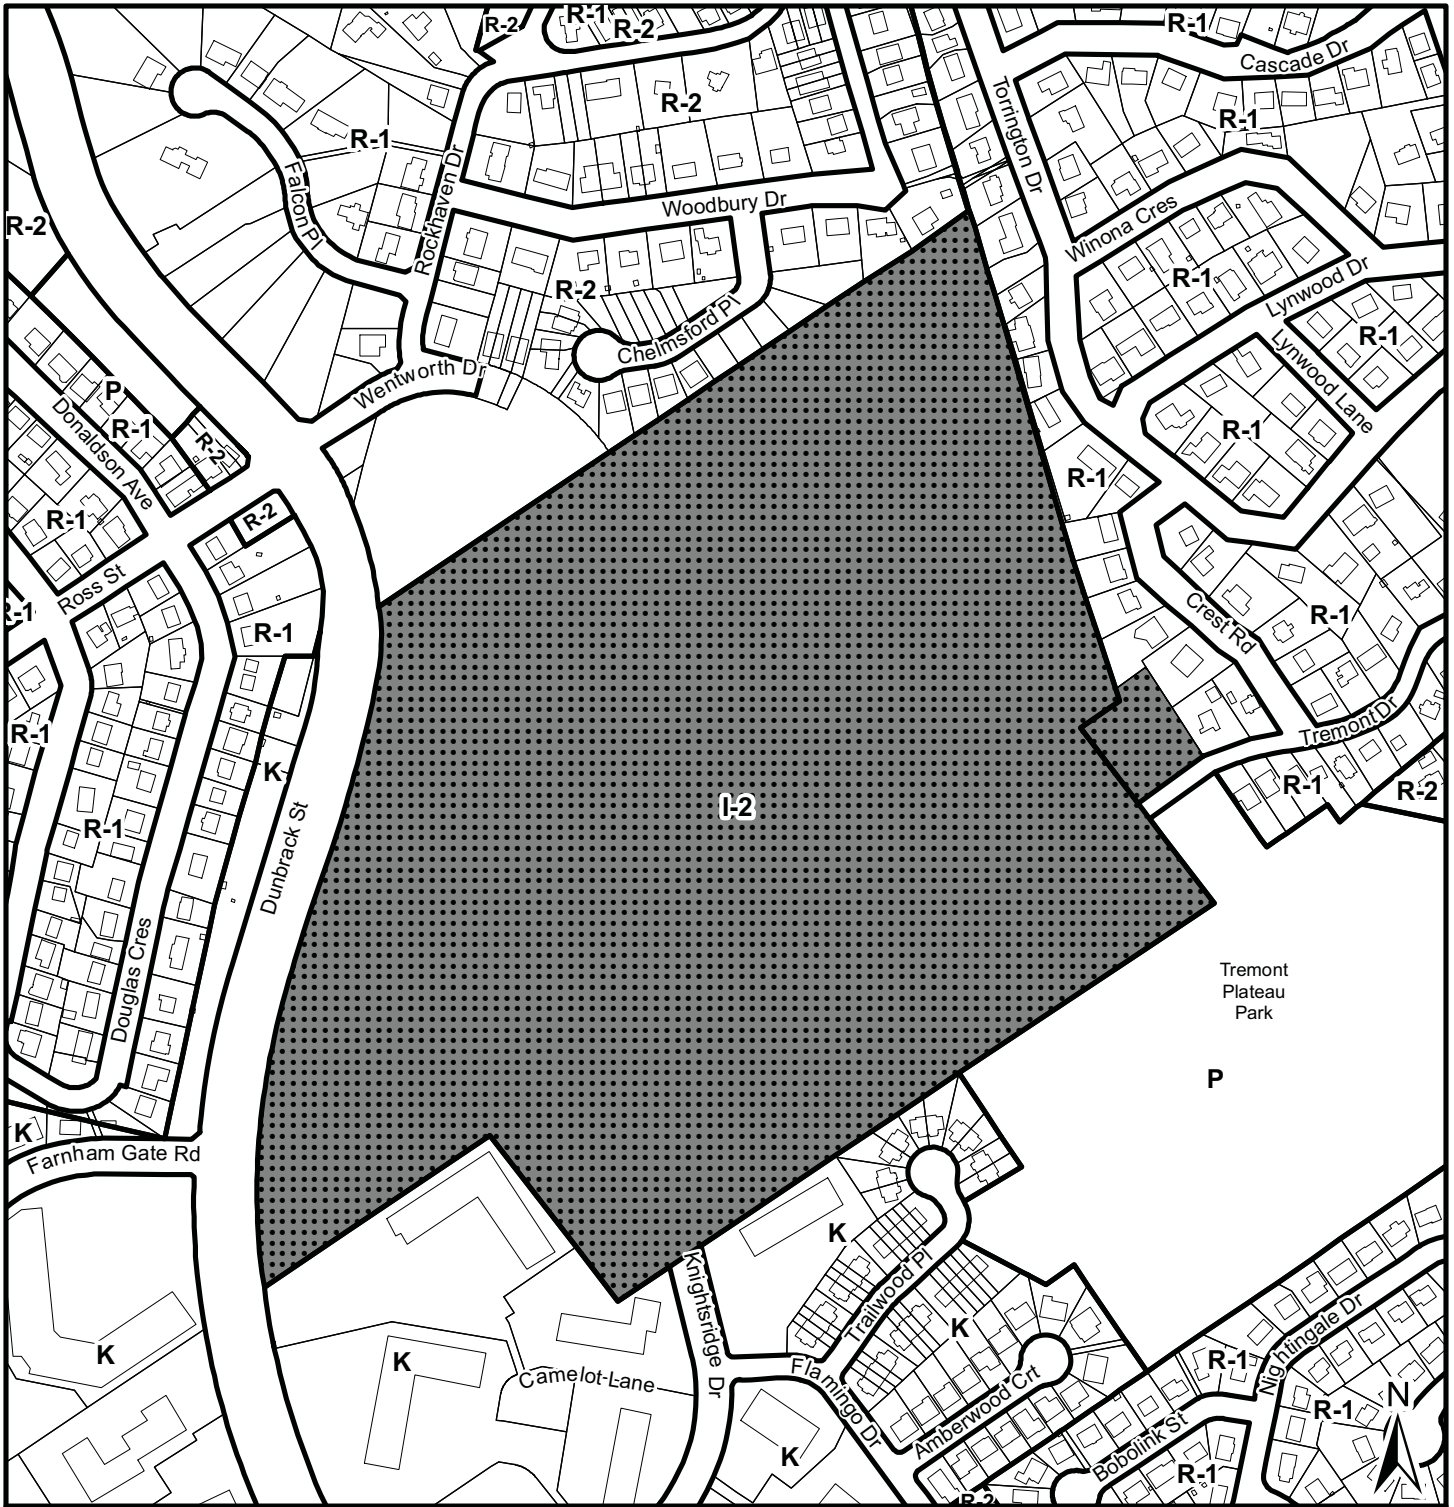 R-2
R-1
R-2
R-1
Cascade Dr
R-2
R-1
R-1
Torrington Dr
Falcon Pl
Rockhaven Dr
Woodbury Dr
Winona Cres
R-2
R-1
Lynwood Dr
R-2
Chelmsford Pl
R-1
Lynwood Lane
Wentworth Dr
P
Donaldson Ave
R-1
R-2
R-1
R-1
R-1
R-2
Ross St
R-1
R-1
Crest Rd
R-1
R-1
Tremont Dr
K
R-1
R-2
I-2
R-1
Dunbrack St
Douglas Cres
Tremont
Plateau
Park
P
K
Farnham Gate Rd
K
Knightsridge Dr
Trailwood Pl
K
Nightingale Dr
K
K
R-1
Camelot-Lane
Flamingo Dr
Amberwood Crt
N
R-1
Bobolink St
K
R-1
R-2